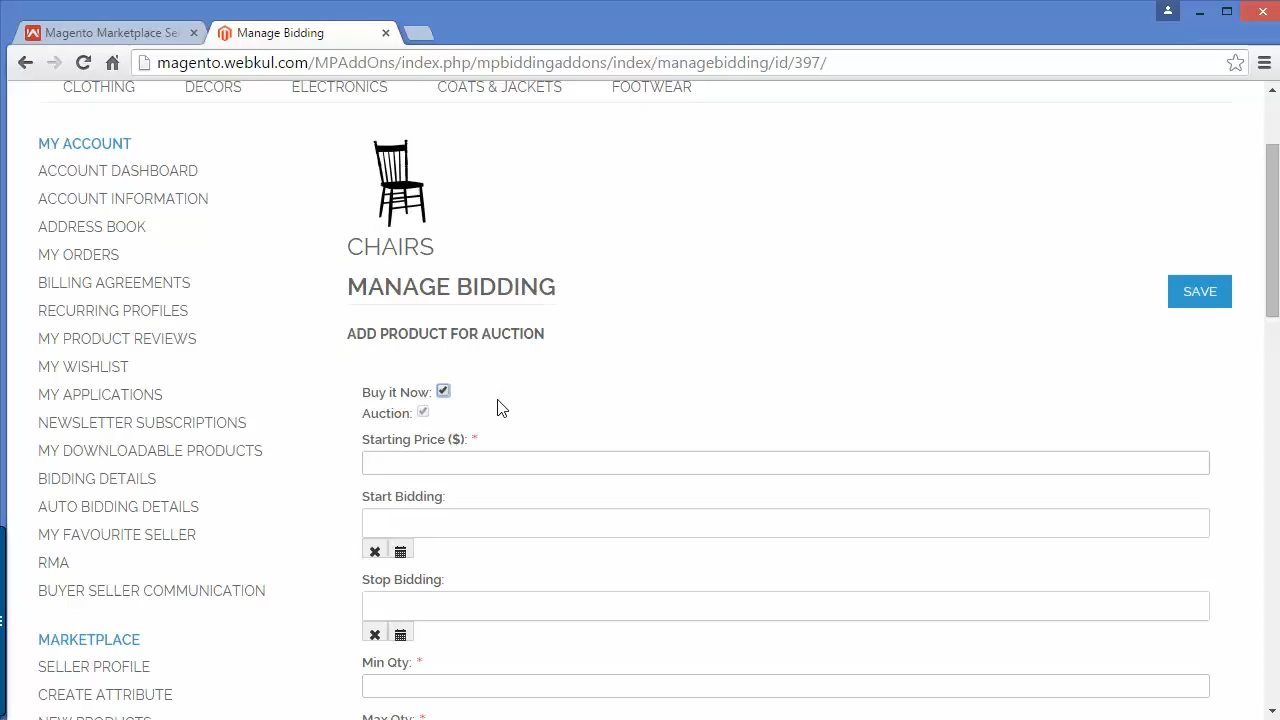 Magento Marketplace Se
Manage Bidding
magento.webkul.com/MPAddOns/index.php/mpbiddingaddons/index/managebidding/id/397/
CLOTHING DECORS ELECTRONICS COATS & JACKETS FOOTWEAR
MY ACCOUNT
ACCOUNT DASHBOARD
ACCOUNT INFORMATION
ADDRESS BOOK
MY ORDERS
BILLING AGREEMENTS
RECURRING PROFILES
MY PRODUCT REVIEWS
MY WISHLIST
MY APPLICATIONS
NEWSLETTER SUBSCRIPTIONS
MY DOWNLOADABLE PRODUCTS
BIDDING DETAILS
AUTO BIDDING DETAILS
MY FAVOURITE SELLER
RMA
BUYER SELLER COMMUNICATION
MARKETPLACE
SELLER PROFILE
CREATE ATTRIBUTE
NEW PRODUCTS
CHAIRS
MANAGE BIDDING
SAVE
ADD PRODUCT FOR AUCTION
Buy it Now:
Auction:
Starting Price ($): *
Start Bidding:
Stop Bidding:
Min Qty: *
Max Qty: *